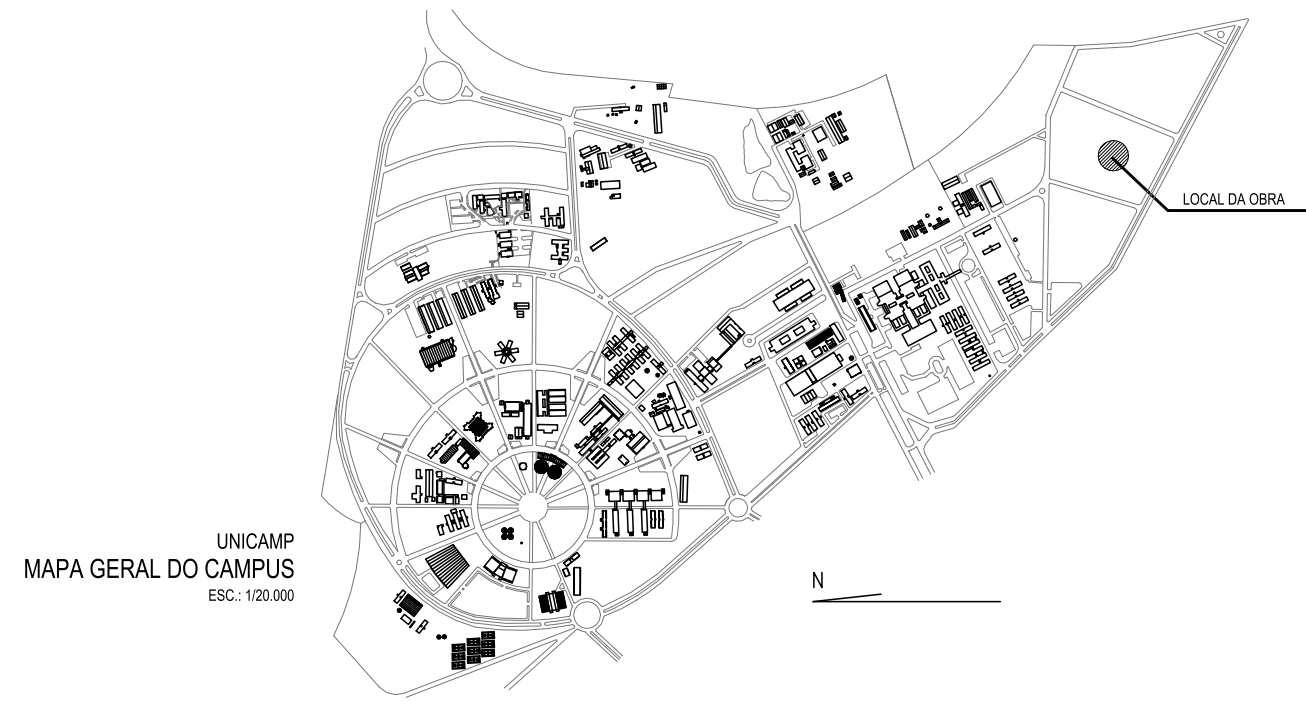 LOCAL DA OBRA
UNICAMP
MAPA GERAL DO CAMPUS
ESC.: 1/20.000
N